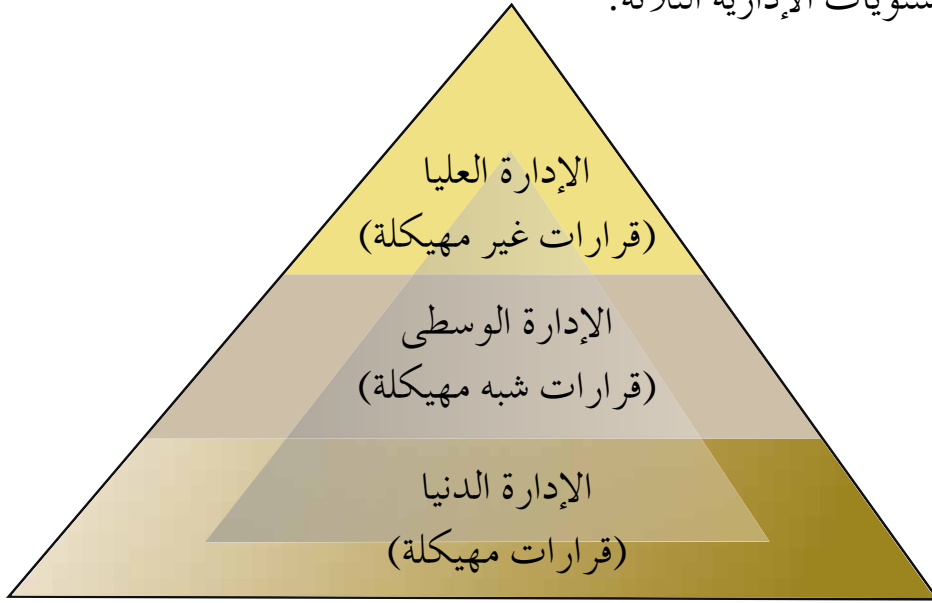 الإدارية الثلاثة.
الإدارة العليا
(قرارات غير مهيكلة)
الإدارة الوسطى
(قرارات شبه مهيكلة)
الإدارة الدنيا
(قرارات مهيكلة)